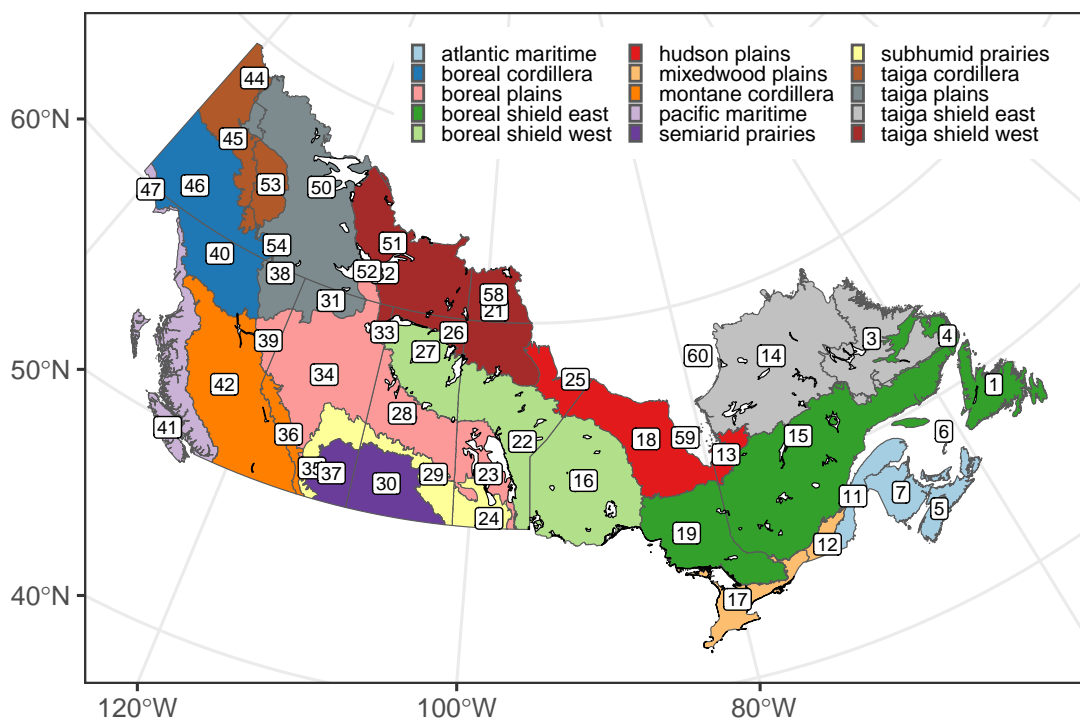 atlantic maritime hudson plains subhumid prairies
boreal cordillera mixedwood plains taiga cordillera
boreal plains montane cordillera taiga plains
boreal shield east pacific maritime taiga shield east
boreal shield west semiarid prairies taiga shield west
60°N
50°N
40°N
120°W 100°W 80°W
44
45
47 46 53 50
40 54 51
38 52 32
31 58
21
39 33 26 27
3 4
60 14
34 25 1
42
28
41 36 22 18 59 15 6
13
35 37 30 29 23 16
24 11 7 5
19 12
17